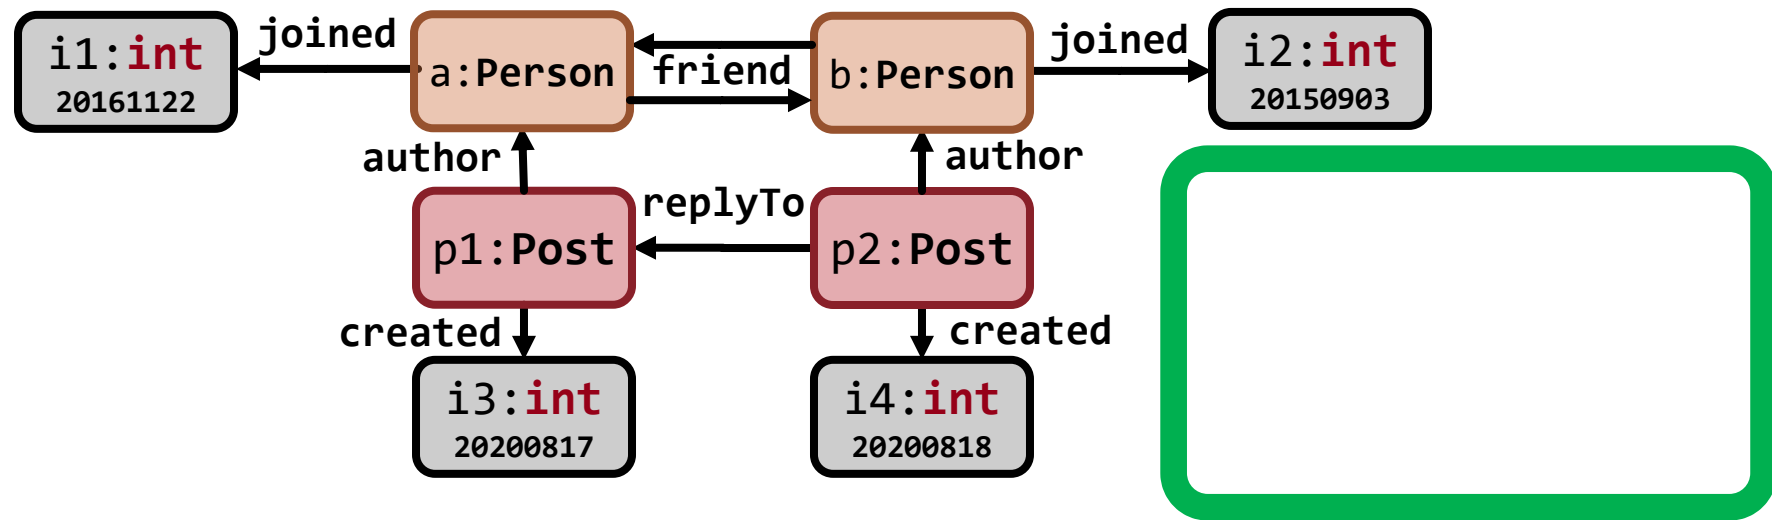 i1:int
20161122
joined
a:Person
friend
b:Person
joined
i2:int
20150903
author
author
p1:Post
replyTo
p2:Post
created
created
i3:int
20200817
i4:int
20200818